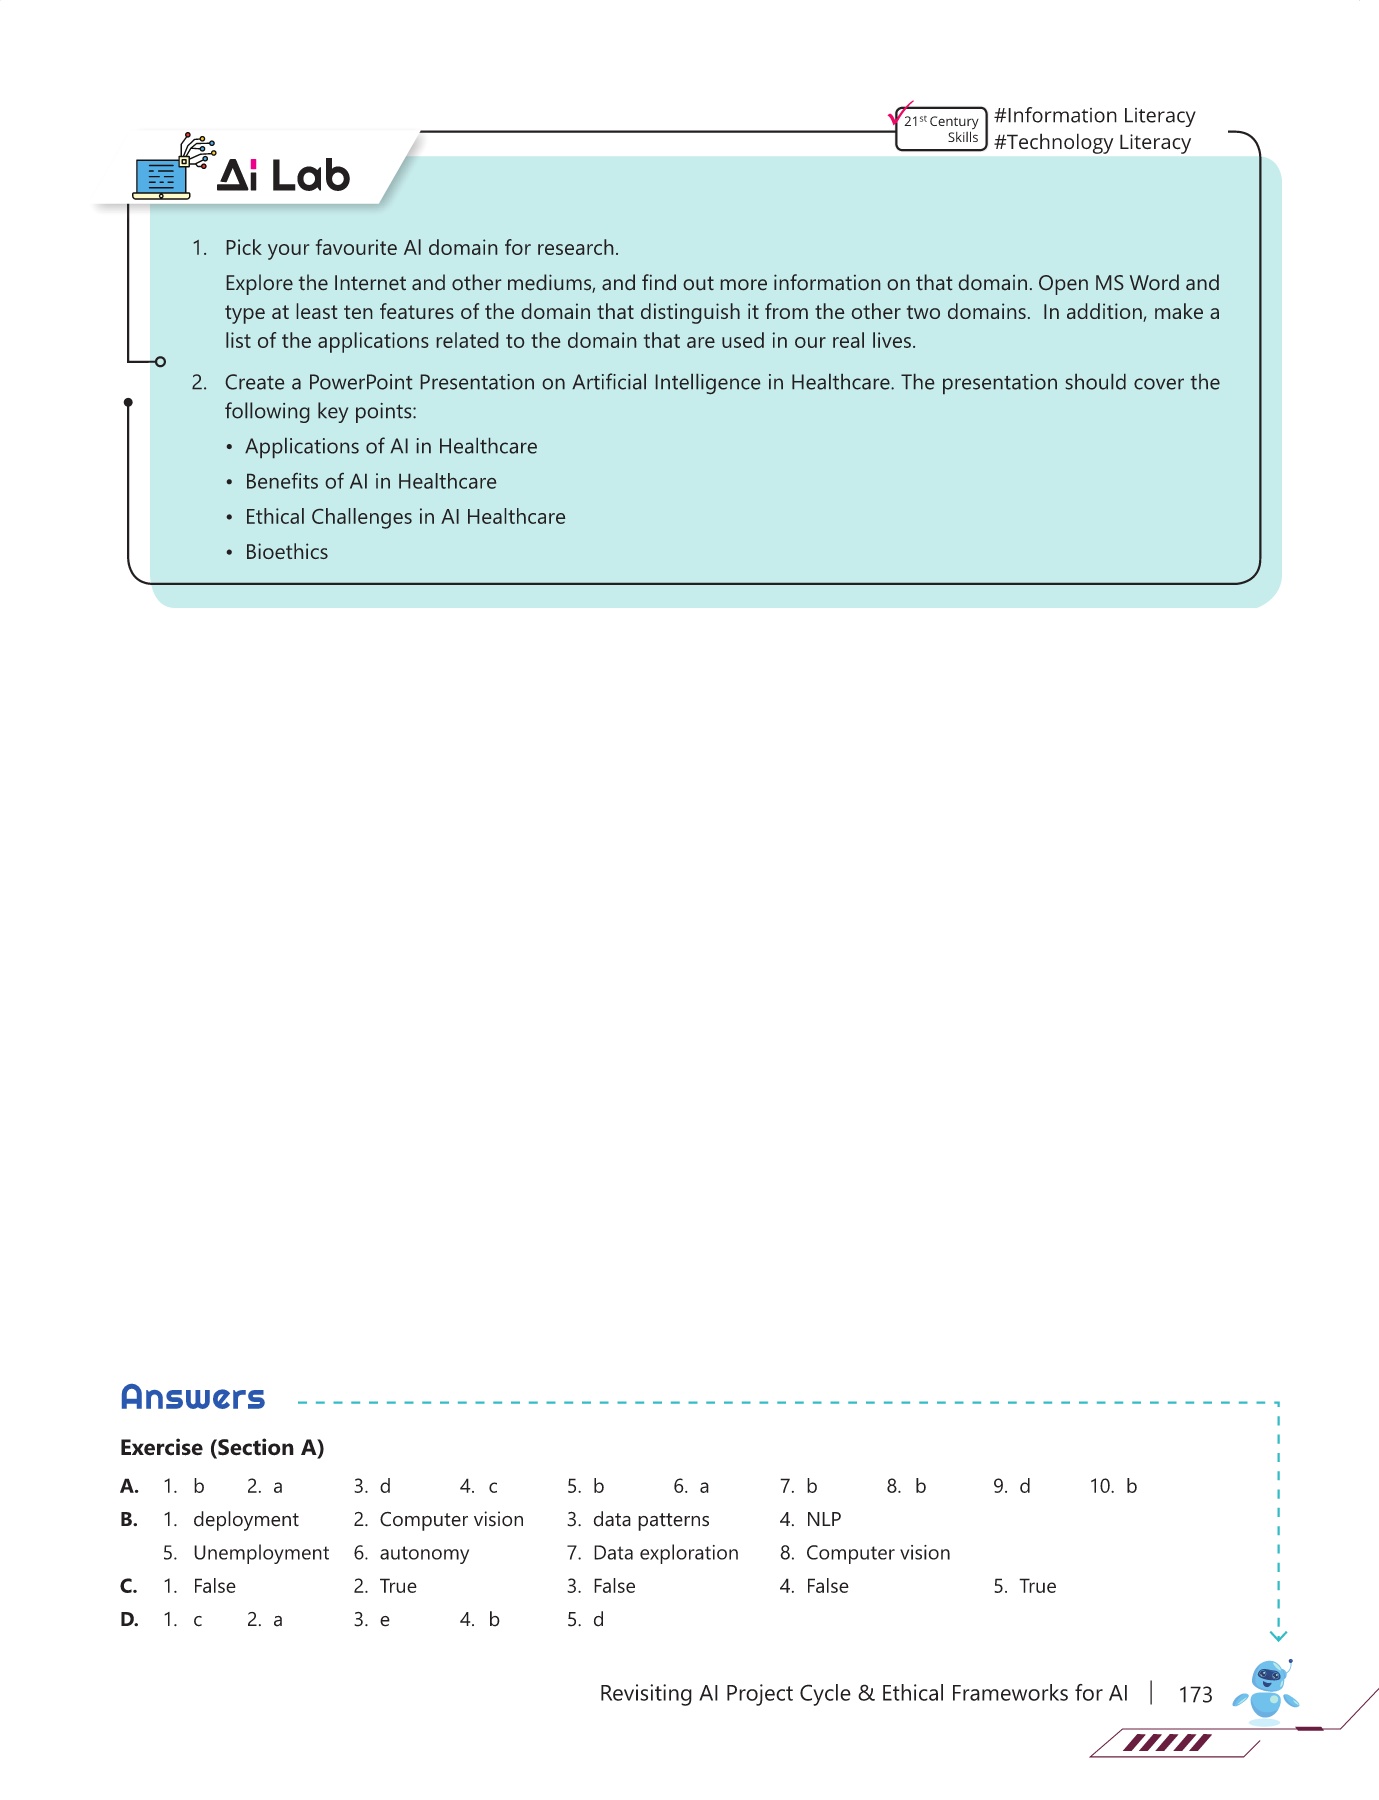 21st Century
Skills
#Information Literacy
#Technology Literacy
Ai Lab
1. Pick your favourite AI domain for research.
Explore the Internet and other mediums, and find out more information on that domain. Open MS Word and
type at least ten features of the domain that distinguish it from the other two domains. In addition, make a
list of the applications related to the domain that are used in our real lives.
2. Create a PowerPoint Presentation on Artificial Intelligence in Healthcare. The presentation should cover the
following key points:
• Applications of AI in Healthcare
• Benefits of AI in Healthcare
• Ethical Challenges in AI Healthcare
• Bioethics
Answers
Exercise (Section A)
A. 1. b 2. a 3. d 4. c 5. b 6. a 7. b 8. b 9. d 10. b
B. 1. deployment 2. Computer vision 3. data patterns 4. NLP
5. Unemployment 6. autonomy 7. Data exploration 8. Computer vision
C. 1. False 2. True 3. False 4. False 5. True
D. 1. c 2. a 3. e 4. b 5. d
Revisiting AI Project Cycle & Ethical Frameworks for AI | 173